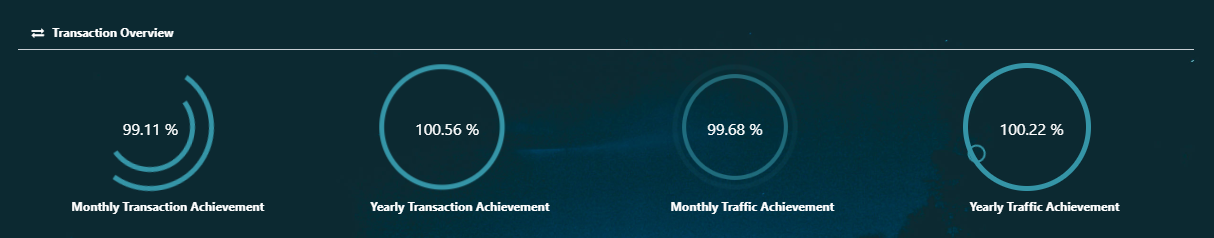 Transaction Overview
99.11 %
100.56 %
99.68 %
100.22 %
Monthly Transaction Achievement
Yearly Transaction Achievement
Monthly Traffic Achievement
Yearly Traffic Achievement